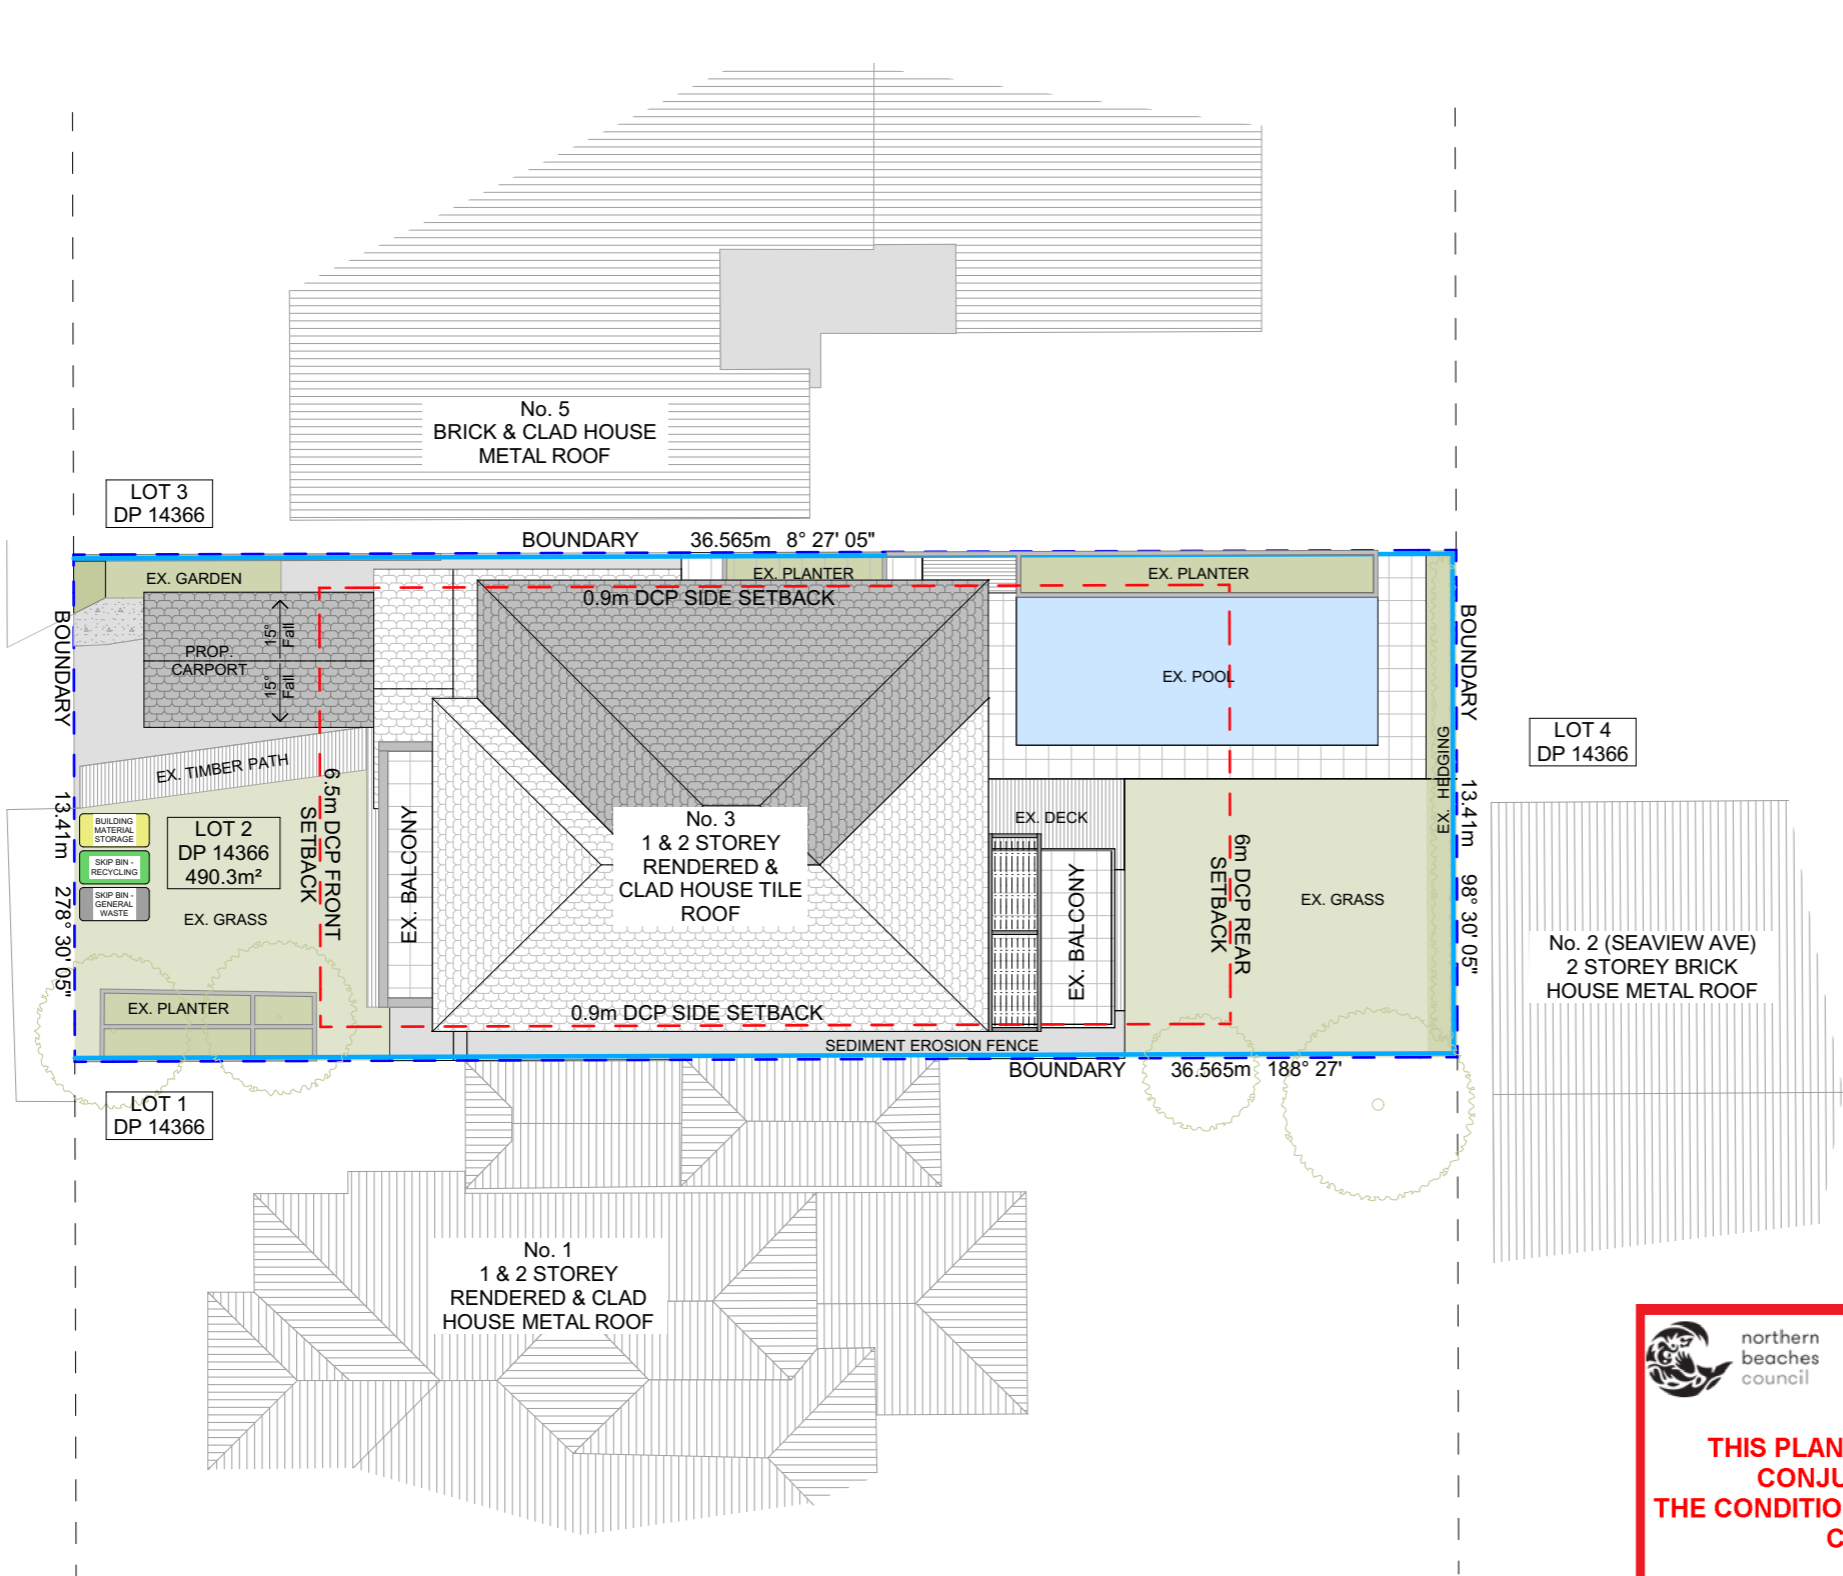 No. 5
BRICK & CLAD HOUSE
METAL ROOF
LOT 3
DP 14366
BOUNDARY 36.565m 8° 27' 05"
EX. GARDEN
EX. PLANTER
EX. PLANTER
0.9m DCP SIDE SETBACK
BOUNDARY
13.41m 278° 30' 05"
15°
Fall
PROP.
CARPORT
15°
Fall
EX. POOL
BOUNDARY
13.41m 98° 30' 05"
EX. HEDGING
LOT 4
DP 14366
EX. TIMBER PATH
6.5m DCP FRONT
SETBACK
BUILDING
MATERIAL
STORAGE
SKIP BIN -
RECYCLING
SKIP BIN -
GENERAL
WASTE
LOT 2
DP 14366
490.3m²
EX. GRASS
EX. BALCONY
No. 3
1 & 2 STOREY
RENDERED &
CLAD HOUSE TILE
ROOF
EX. DECK
EX. BALCONY
6m DCP REAR
SETBACK
EX. GRASS
No. 2 (SEAVIEW AVE)
2 STOREY BRICK
HOUSE METAL ROOF
EX. PLANTER
0.9m DCP SIDE SETBACK
SEDIMENT EROSION FENCE
BOUNDARY 36.565m 188° 27'
LOT 1
DP 14366
No. 1
1 & 2 STOREY
RENDERED & CLAD
HOUSE METAL ROOF
northern
beaches
council
THIS PLAN
CONJU
THE CONDITIO
C